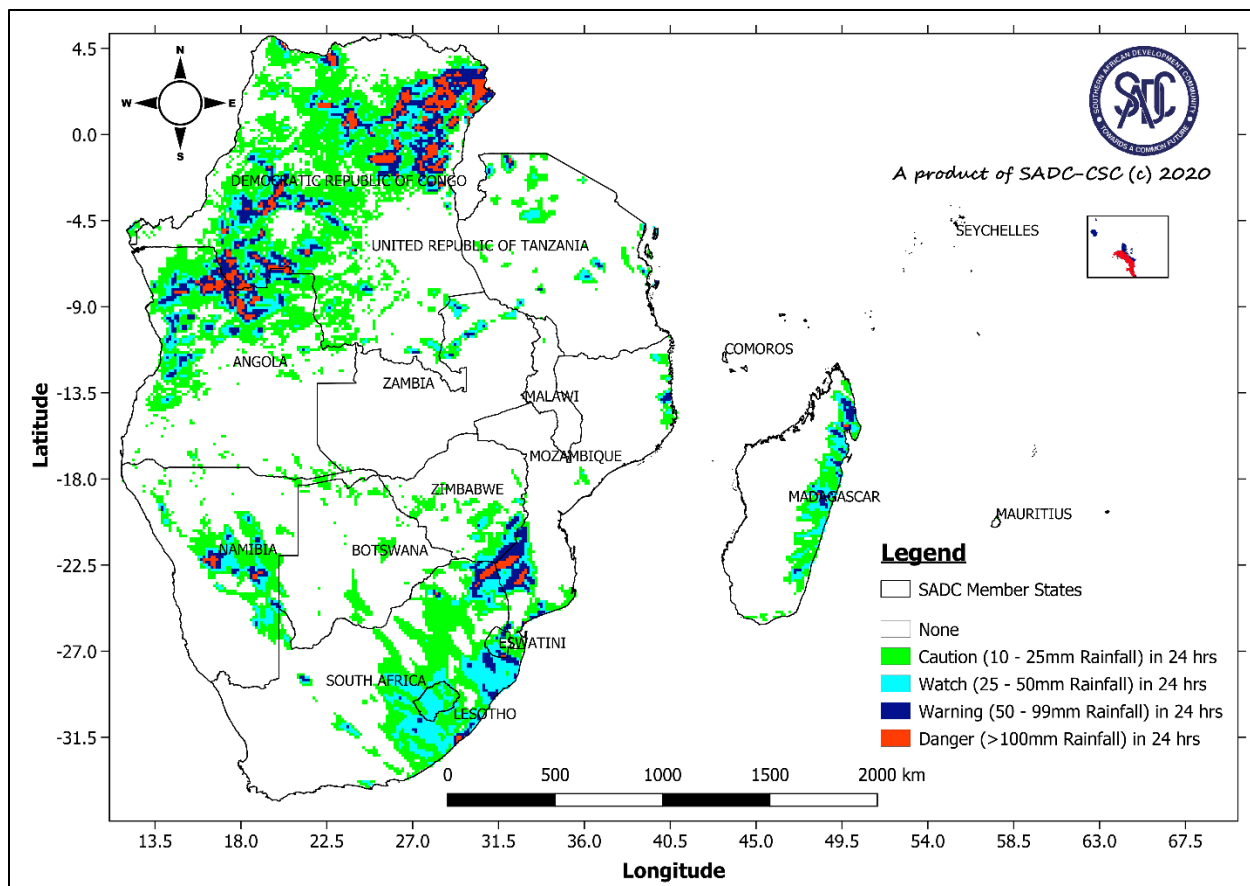 4.5
0.0
-4.5
-9.0
-13.5
-18.0
-22.5
-27.0
-31.5
Latitude
N
W
E
S
SOUTHERN AFRICAN DEVELOPMENT COMMUNITY
SADC
TOWARDS A COMMON FUTURE
A product of SADC-CSC (c) 2020
DEMOCRATIC REPUBLIC OF CONGO
SEYCHELLES
UNITED REPUBLIC OF TANZANIA
COMOROS
ANGOLA
ZAMBIA
MALAWI
MOZAMBIQUE
ZIMBABWE
MADAGASCAR
MAURITIUS
NAMIBIA
BOTSWANA
ESWATINI
SOUTH AFRICA
LESOTHO
Legend
SADC Member States
None
Caution (10 - 25mm Rainfall) in 24 hrs
Watch (25 - 50mm Rainfall) in 24 hrs
Warning (50 - 99mm Rainfall) in 24 hrs
Danger (>100mm Rainfall) in 24 hrs
0 500 1000 1500 2000 km
13.5 18.0 22.5 27.0 31.5 36.0 40.5 45.0 49.5 54.0 58.5 63.0 67.5
Longitude